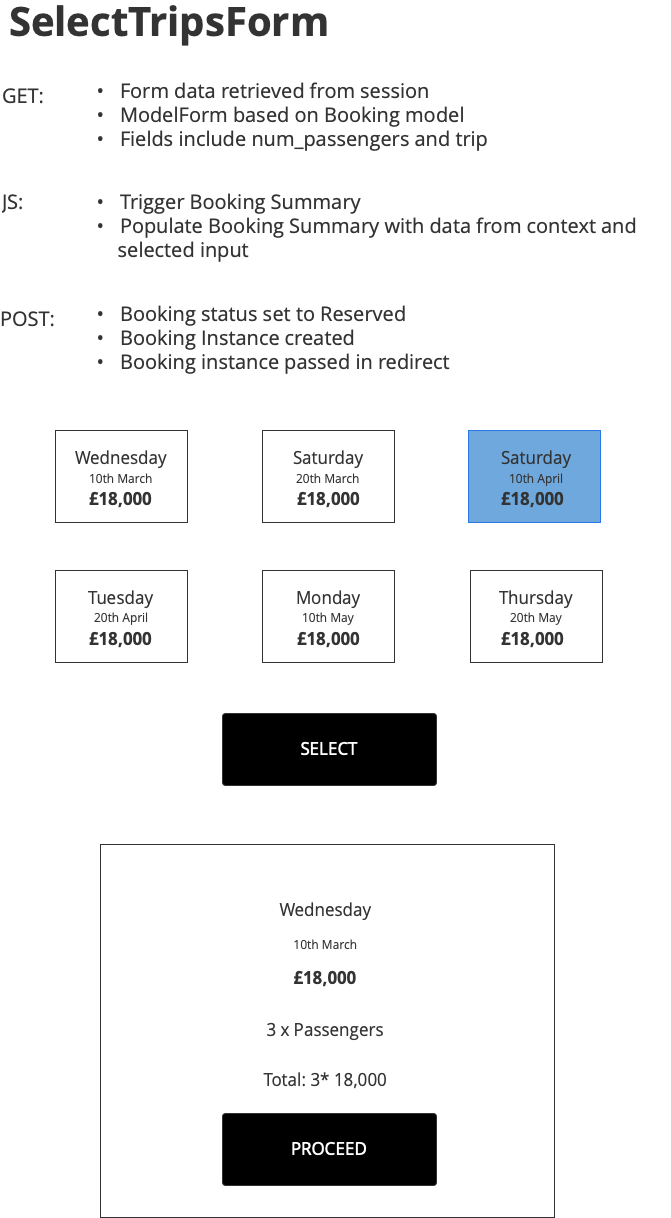 SelectTripsForm
GET:
• Form data retrieved from session
• ModelForm based on Booking model
• Fields include num_passengers and trip
JS:
• Trigger Booking Summary
• Populate Booking Summary with data from context and
selected input
POST:
• Booking status set to Reserved
• Booking Instance created
• Booking instance passed in redirect
Wednesday
10th March
£18,000
Saturday
20th March
£18,000
Saturday
10th April
£18,000
Tuesday
20th April
£18,000
Monday
10th May
£18,000
Thursday
20th May
£18,000
SELECT
Wednesday
10th March
£18,000
3 x Passengers
Total: 3* 18,000
PROCEED